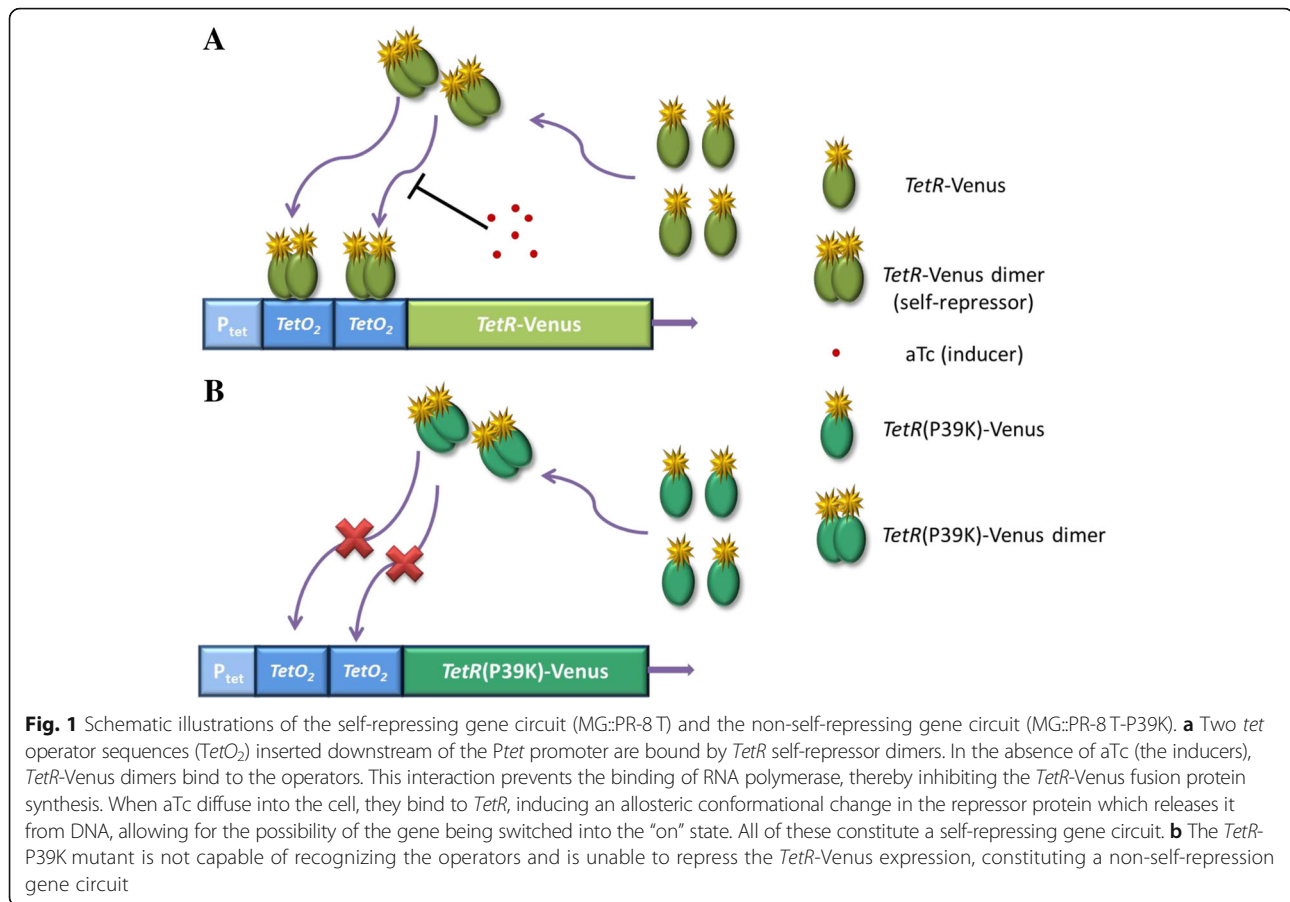 A
TetR-Venus
TetR-Venus dimer
(self-repressor)
aTc (inducer)
P_tet TetO₂ TetO₂ TetR-Venus
B
TetR(P39K)-Venus
TetR(P39K)-Venus dimer
P_tet TetO₂ TetO₂ TetR(P39K)-Venus
Fig. 1 Schematic illustrations of the self-repressing gene circuit (MG::PR-8 T) and the non-self-repressing gene circuit (MG::PR-8 T-P39K). a Two tet
operator sequences (TetO₂) inserted downstream of the Ptet promoter are bound by TetR self-repressor dimers. In the absence of aTc (the inducers),
TetR-Venus dimers bind to the operators. This interaction prevents the binding of RNA polymerase, thereby inhibiting the TetR-Venus fusion protein
synthesis. When aTc diffuse into the cell, they bind to TetR, inducing an allosteric conformational change in the repressor protein which releases it
from DNA, allowing for the possibility of the gene being switched into the “on” state. All of these constitute a self-repressing gene circuit. b The TetR-
P39K mutant is not capable of recognizing the operators and is unable to repress the TetR-Venus expression, constituting a non-self-repression
gene circuit